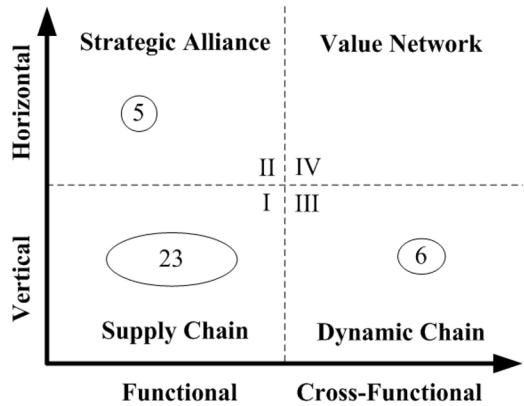 Strategic Alliance
Value Network
Horizontal
5
II
IV
I
III
Vertical
23
6
Supply Chain
Dynamic Chain
Functional
Cross-Functional